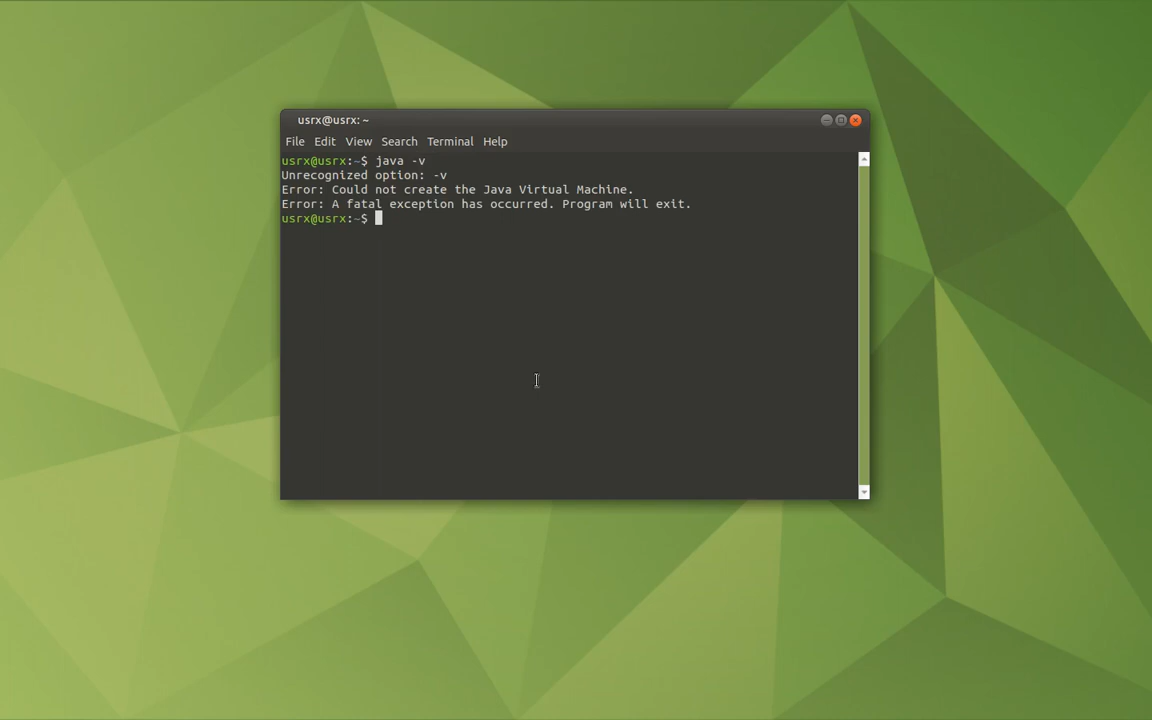 usrx@usrx: ~
File Edit View Search Terminal Help
usrx@usrx:~$ java -v
Unrecognized option: -v
Error: Could not create the Java Virtual Machine.
Error: A fatal exception has occurred. Program will exit.
usrx@usrx:~$